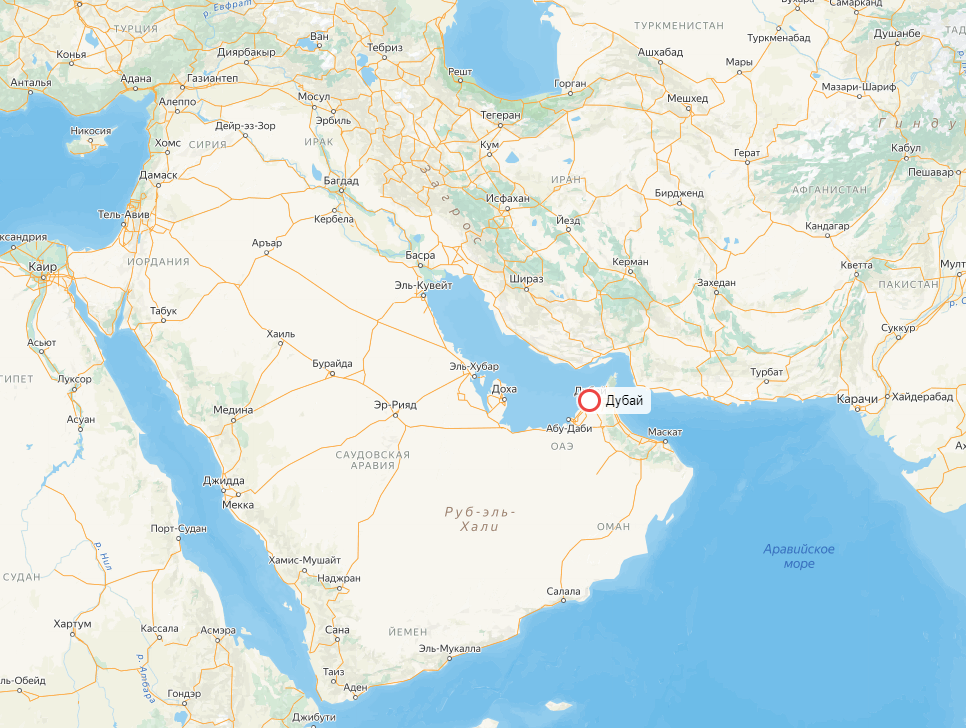 р. Евфрат
Бухара
Самарканд
ТУРЦИЯ
Ван
ТУРКМЕНИСТАН
Туркменабад
Душанбе
Конья
Диярбакыр
Тебриз
Ашхабад
Мары
Анталья
Адана
Газиантеп
Решт
Горган
Мазари-Шариф
Алеппо
Мосул
Мешхед
Эрбиль
Тегеран
Гинду
Никосия
Дейр-эз-Зор
Хомс
СИРИЯ
ИРАК
Кум
Герат
Кабул
Пешавар
Дамаск
Багдад
Загрос
ИРАН
Бирдженд
АФГАНИСТАН
Исфахан
Тель-Авив
Кербела
Йезд
Кандагар
ксандрия
Аръар
Басра
Керман
Кветта
Мулт
Каир
ИОРДАНИЯ
Эль-Кувейт
Шираз
Захедан
ПАКИСТАН
Табук
Суккур
Асьют
Хаиль
Бурайда
Эль-Хубар
Турбат
ГИПЕТ
Луксор
Доха
Дубай
Карачи
Хайдерабад
Медина
Эр-Рияд
Асуан
Абу-Даби
Маскат
ОАЭ
САУДОВСКАЯ
АРАВИЯ
Джидда
Мекка
Руб-эль-
Хали
Порт-Судан
ОМАН
р. Нил
Аравийское
море
Хамис-Мушайт
СУДАН
Наджран
Салала
Хартум
Кассала
Асмэра
Сана
ЙЕМЕН
Эль-Мукалла
р. Атбара
ль-Обейд
Таиз
Гондэр
Аден
Джибути